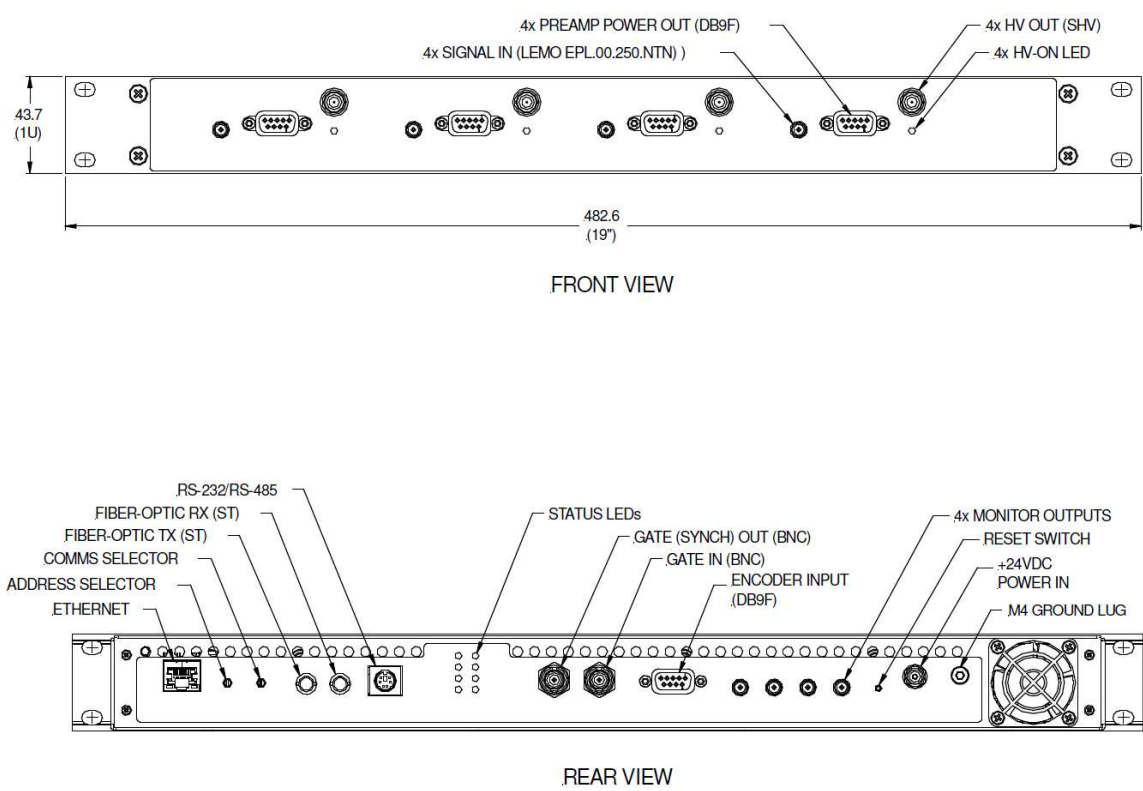 4x PREAMP POWER OUT (DB9F)
4x HV OUT (SHV)
4x SIGNAL IN (LEMO EPL.00.250.NTN) )
4x HV-ON LED
43.7
(1U)
482.6
(19")
FRONT VIEW
RS-232/RS-485
FIBER-OPTIC RX (ST)
FIBER-OPTIC TX (ST)
COMMS SELECTOR
ADDRESS SELECTOR
ETHERNET
STATUS LEDs
GATE (SYNCH) OUT (BNC)
GATE IN (BNC)
ENCODER INPUT
(DB9F)
4x MONITOR OUTPUTS
RESET SWITCH
+24VDC
POWER IN
M4 GROUND LUG
REAR VIEW